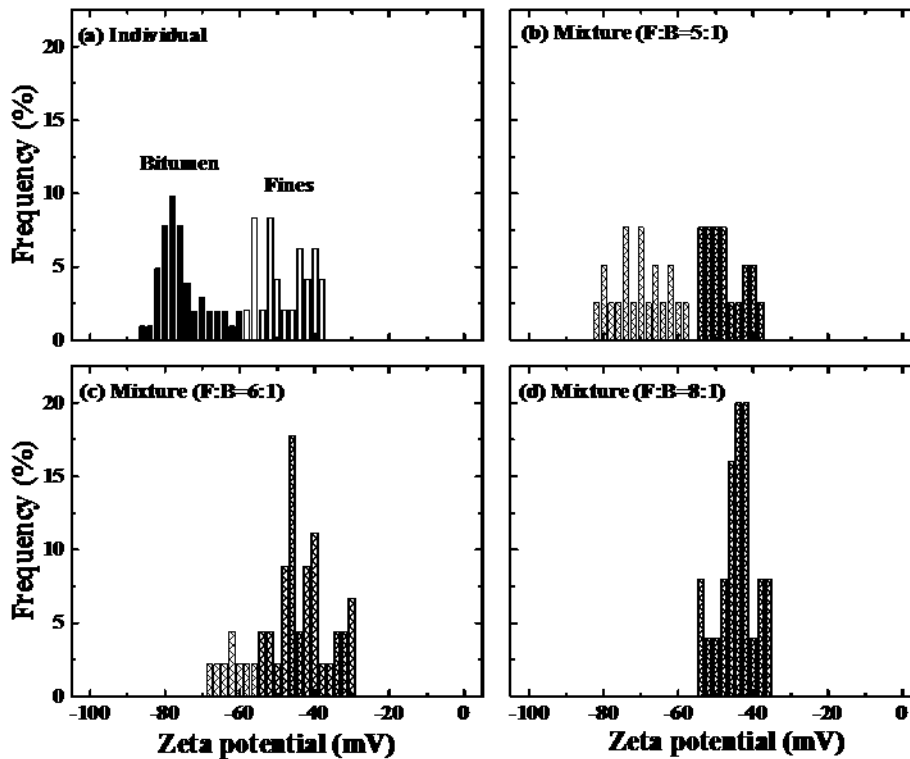 (a) Individual
(b) Mixture (F:B=5:1)
20
15
10
5
0
Frequency (%)
Bitumen
Fines
(c) Mixture (F:B=6:1)
(d) Mixture (F:B=8:1)
20
15
10
5
0
Frequency (%)
-100 -80 -60 -40 -20 0
-100 -80 -60 -40 -20 0
Zeta potential (mV)
Zeta potential (mV)